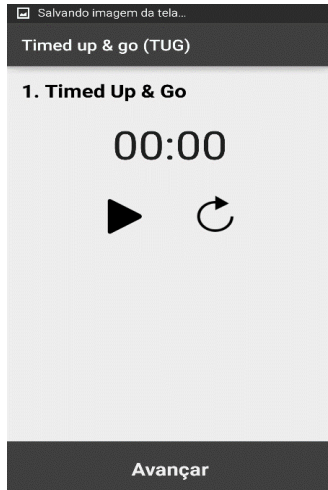 Salvando imagem da tela...
Timed up & go (TUG)
1. Timed Up & Go
00:00
Avançar